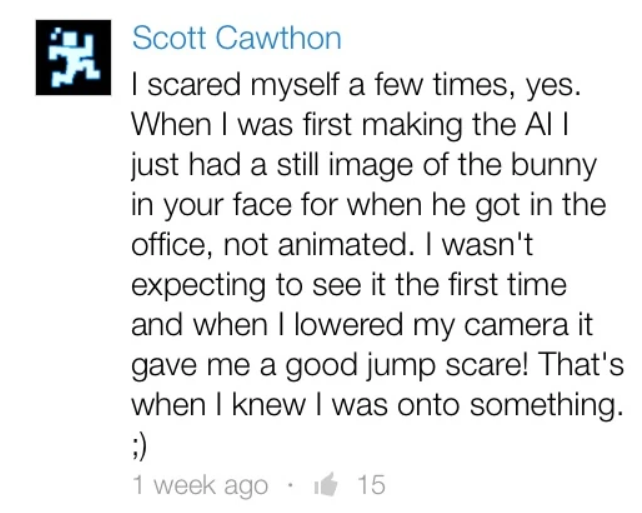 Scott Cawthon
I scared myself a few times, yes.
When I was first making the AI I
just had a still image of the bunny
in your face for when he got in the
office, not animated. I wasn't
expecting to see it the first time
and when I lowered my camera it
gave me a good jump scare! That's
when I knew I was onto something.
;)
1 week ago · 15